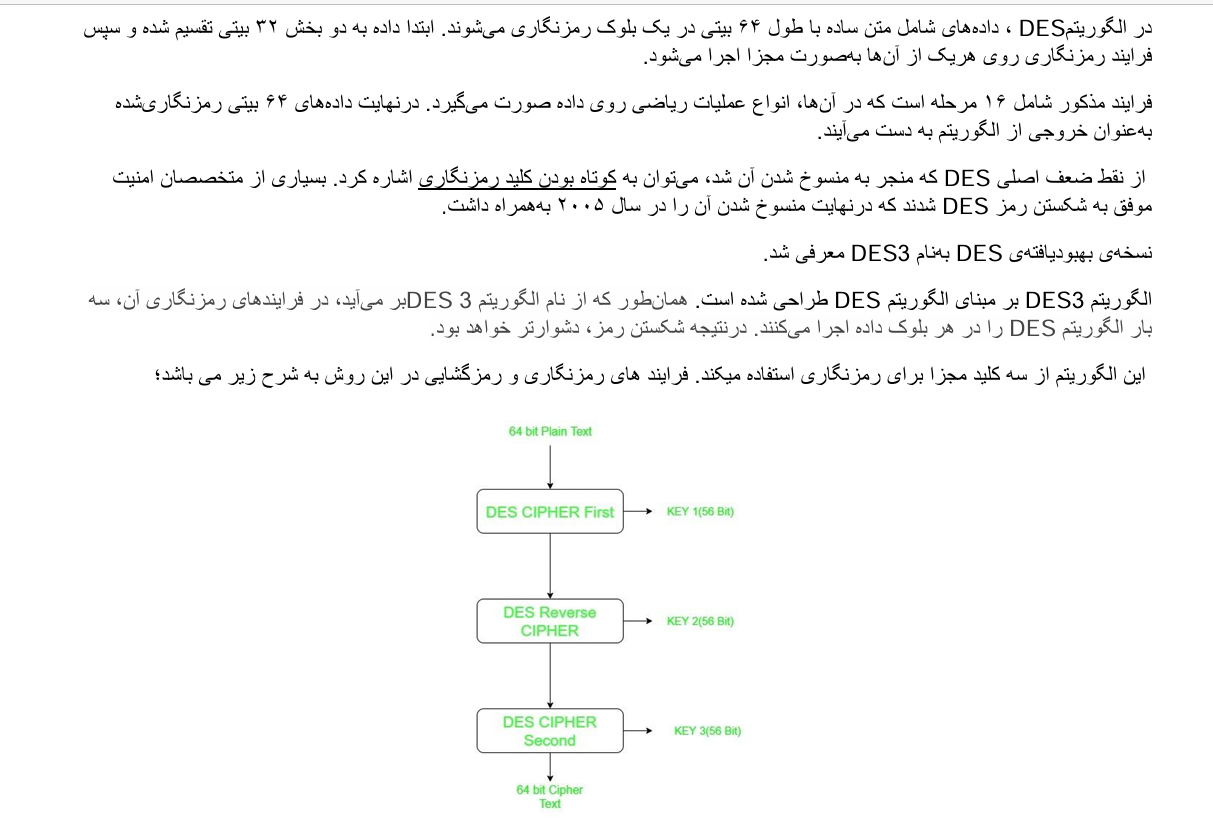 در الگوریتمDES ، داده‌های شامل متن ساده با طول ۶۴ بیتی در یک بلوک رمزنگاری می‌شوند. ابتدا داده به دو بخش ۳۲ بیتی تقسیم شده و سپس
فرایند رمزنگاری روی هریک از آن‌ها به‌صورت مجزا اجرا می‌شود.
فرایند مذکور شامل ۱۶ مرحله است که در آن‌ها، انواع عملیات ریاضی روی داده صورت می‌گیرد. درنهایت داده‌های ۶۴ بیتی رمزنگاری‌شده
به‌عنوان خروجی از الگوریتم به دست می‌آیند.
از نقط ضعف اصلی DES که منجر به منسوخ شدن آن شد، می‌توان به کوتاه بودن کلید رمزنگاری اشاره کرد. بسیاری از متخصصان امنیت
موفق به شکستن رمز DES شدند که درنهایت منسوخ شدن آن را در سال ۲۰۰۵ به‌همراه داشت.
نسخه‌ی بهبودیافته‌ی DES به‌نام DES3 معرفی شد.
الگوریتم DES3 بر مبنای الگوریتم DES طراحی شده است. همان‌طور که از نام الگوریتم 3 DESبر می‌آید، در فرایندهای رمزنگاری آن، سه
بار الگوریتم DES را در هر بلوک داده اجرا می‌کنند. درنتیجه شکستن رمز، دشوارتر خواهد بود.
این الگوریتم از سه کلید مجزا برای رمزنگاری استفاده میکند. فرایند های رمزنگاری و رمزگشایی در این روش به شرح زیر می باشد؛
64 bit Plain Text
DES CIPHER First
KEY 1(56 Bit)
DES Reverse
CIPHER
KEY 2(56 Bit)
DES CIPHER
Second
KEY 3(56 Bit)
64 bit Cipher
Text